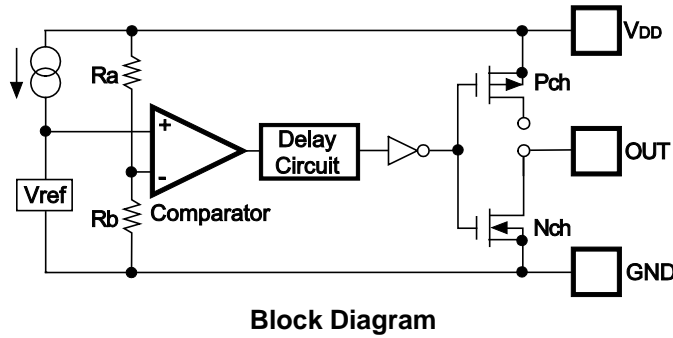 VDD
Ra
Pch
+
Delay
Circuit
OUT
-
Vref
Rb
Comparator
Nch
GND
Block Diagram